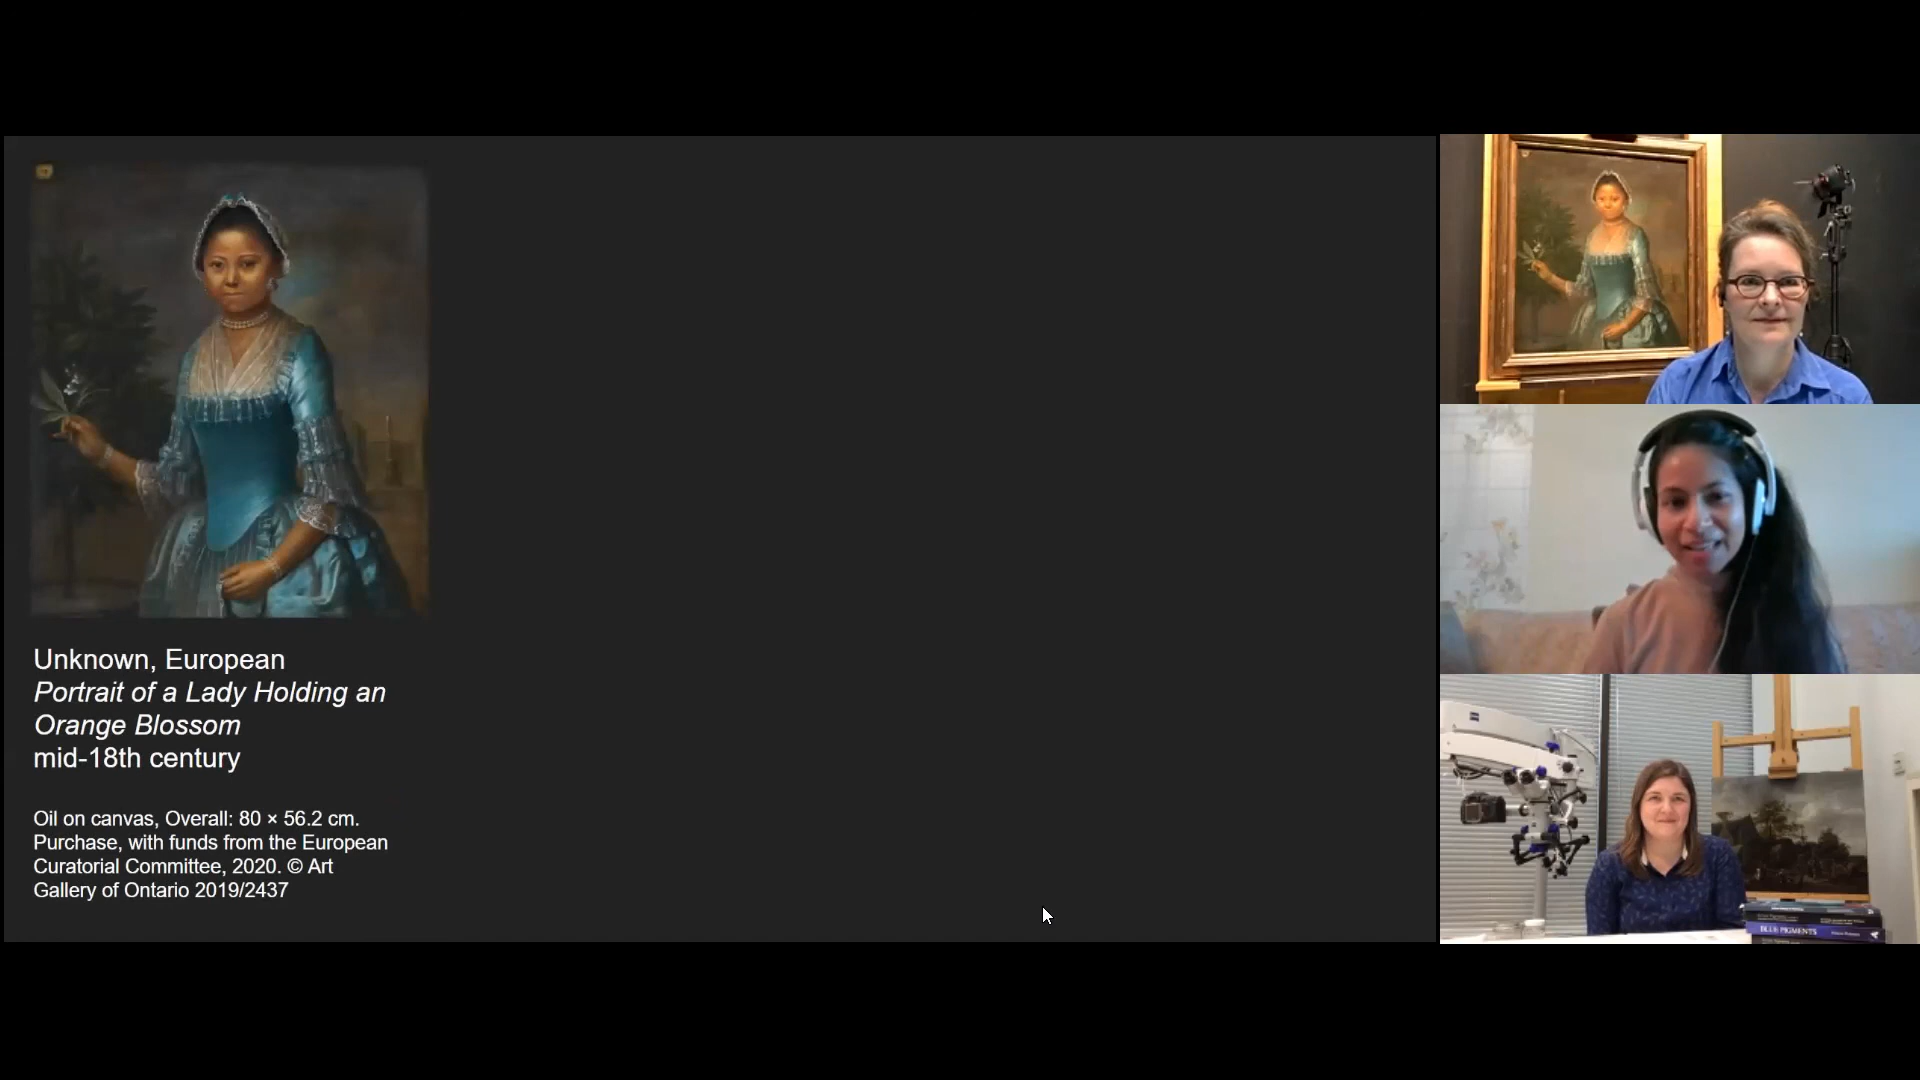 Unknown, European
Portrait of a Lady Holding an
Orange Blossom
mid-18th century
Oil on canvas, Overall: 80 × 56.2 cm.
Purchase, with funds from the European
Curatorial Committee, 2020. © Art
Gallery of Ontario 2019/2437
BLUE PIGMENTS